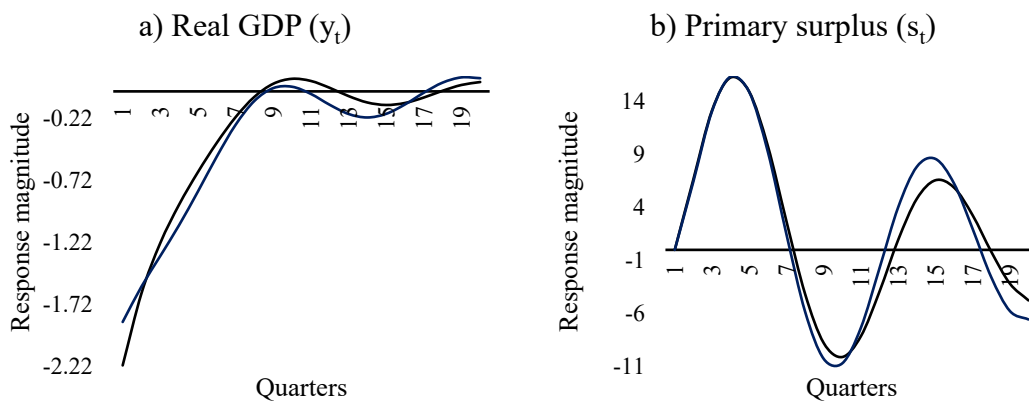 a) Real GDP (yt)
Response magnitude
-0.22
-0.72
-1.22
-1.72
-2.22
1 3 5 7 9 11 13 15 17 19
Quarters
b) Primary surplus (st)
Response magnitude
14
9
4
-1
-6
-11
1 3 5 7 9 11 13 15 17 19
Quarters